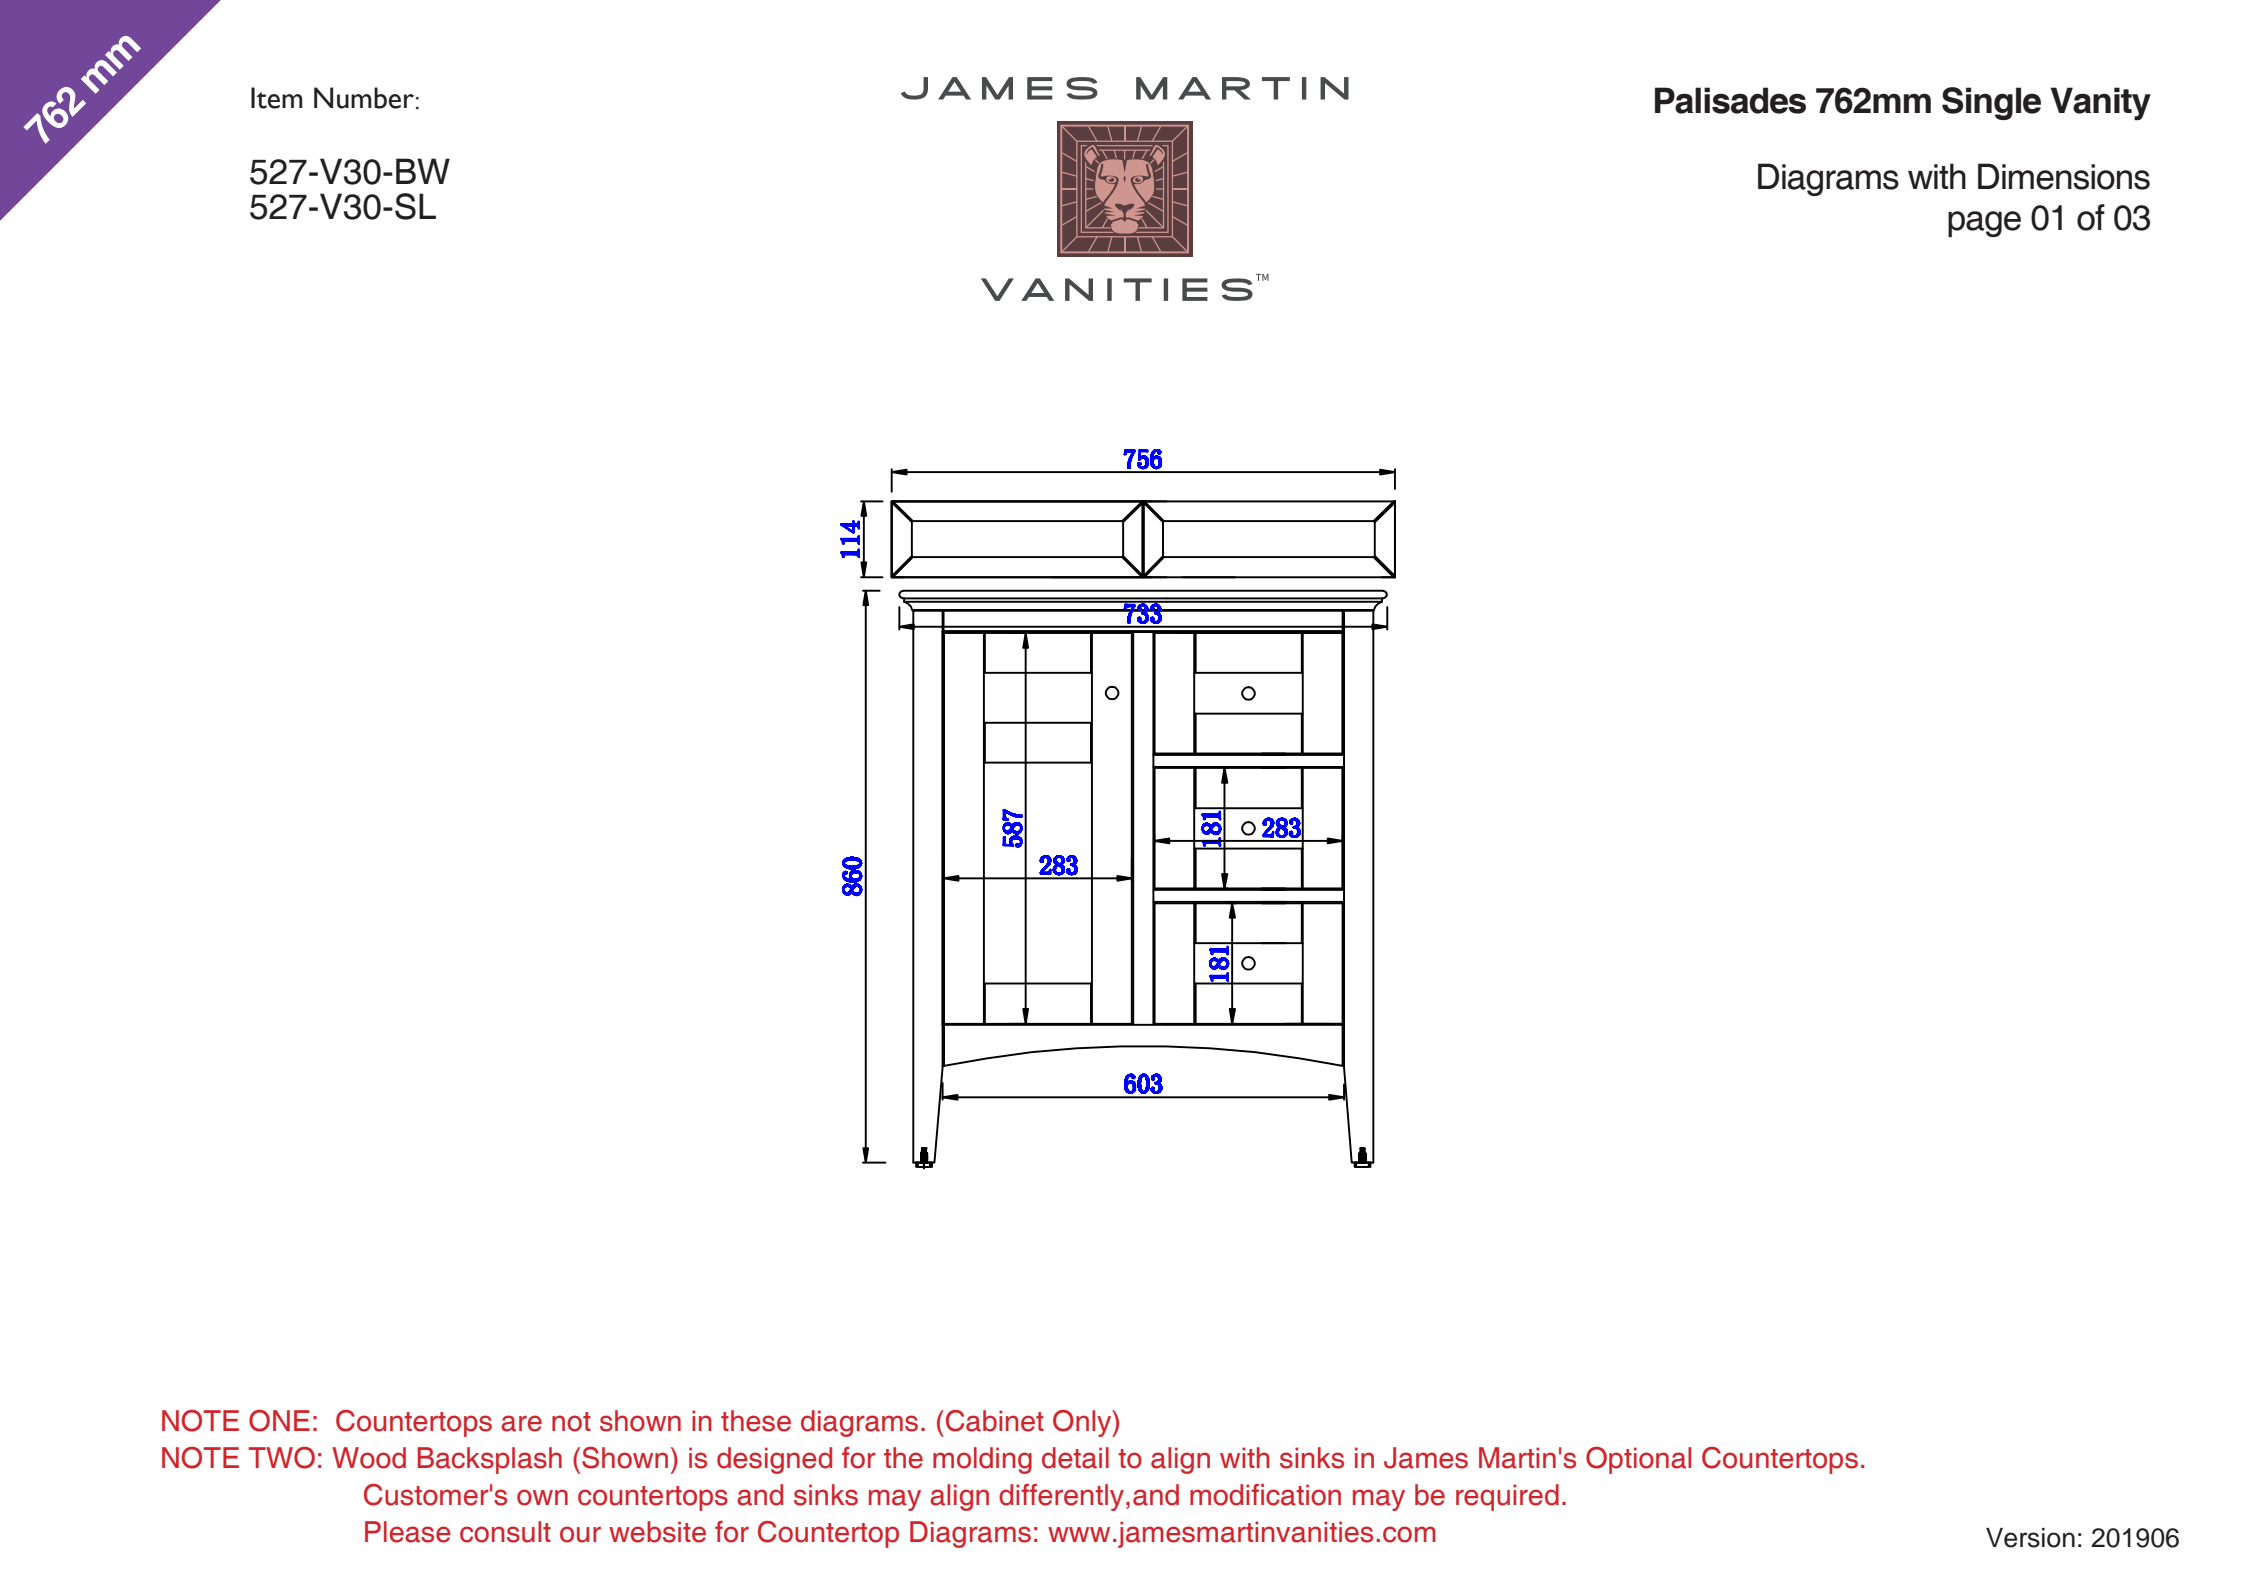 762 mm
Item Number:
527-V30-BW
527-V30-SL
JAMES MARTIN
VANITIES™
Palisades 762mm Single Vanity
Diagrams with Dimensions
page 01 of 03
756
114
733
587
181
283
283
860
181
603
NOTE ONE: Countertops are not shown in these diagrams. (Cabinet Only)
NOTE TWO: Wood Backsplash (Shown) is designed for the molding detail to align with sinks in James Martin's Optional Countertops.
Customer's own countertops and sinks may align differently,and modification may be required.
Please consult our website for Countertop Diagrams: www.jamesmartinvanities.com
Version: 201906